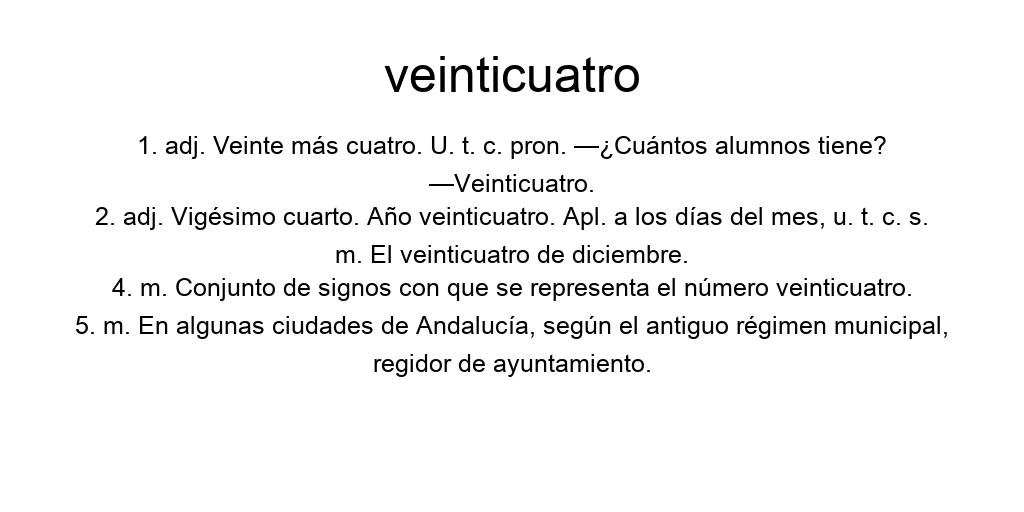 veinticuatro
1. adj. Veinte más cuatro. U. t. c. pron. —¿Cuántos alumnos tiene?
—Veinticuatro.
2. adj. Vigésimo cuarto. Año veinticuatro. Apl. a los días del mes, u. t. c. s.
m. El veinticuatro de diciembre.
4. m. Conjunto de signos con que se representa el número veinticuatro.
5. m. En algunas ciudades de Andalucía, según el antiguo régimen municipal,
regidor de ayuntamiento.